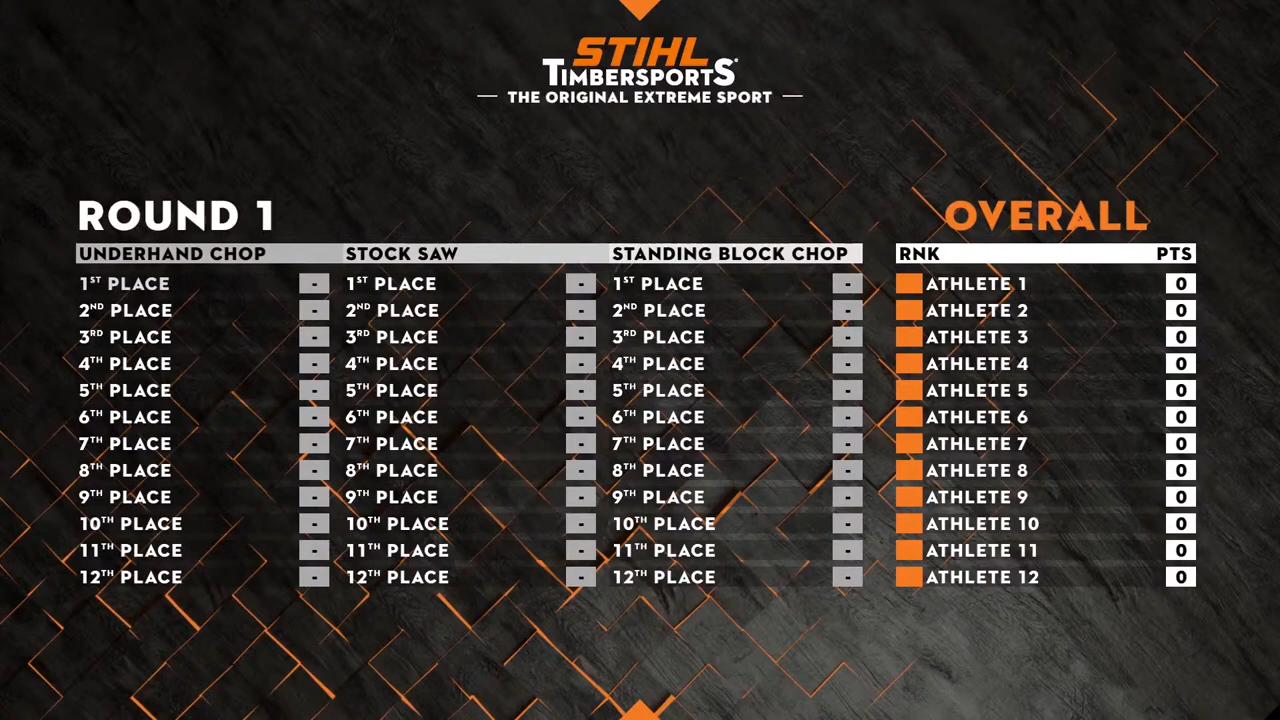 STIHL
TIMBERSPORTS®
THE ORIGINAL EXTREME SPORT
ROUND 1
OVERALL
UNDERHAND CHOP STOCK SAW STANDING BLOCK CHOP RNK PTS
1ST PLACE - 1ST PLACE - 1ST PLACE - ATHLETE 1 0
2ND PLACE - 2ND PLACE - 2ND PLACE - ATHLETE 2 0
3RD PLACE - 3RD PLACE - 3RD PLACE - ATHLETE 3 0
4TH PLACE - 4TH PLACE - 4TH PLACE - ATHLETE 4 0
5TH PLACE - 5TH PLACE - 5TH PLACE - ATHLETE 5 0
6TH PLACE - 6TH PLACE - 6TH PLACE - ATHLETE 6 0
7TH PLACE - 7TH PLACE - 7TH PLACE - ATHLETE 7 0
8TH PLACE - 8TH PLACE - 8TH PLACE - ATHLETE 8 0
9TH PLACE - 9TH PLACE - 9TH PLACE - ATHLETE 9 0
10TH PLACE - 10TH PLACE - 10TH PLACE - ATHLETE 10 0
11TH PLACE - 11TH PLACE - 11TH PLACE - ATHLETE 11 0
12TH PLACE - 12TH PLACE - 12TH PLACE - ATHLETE 12 0